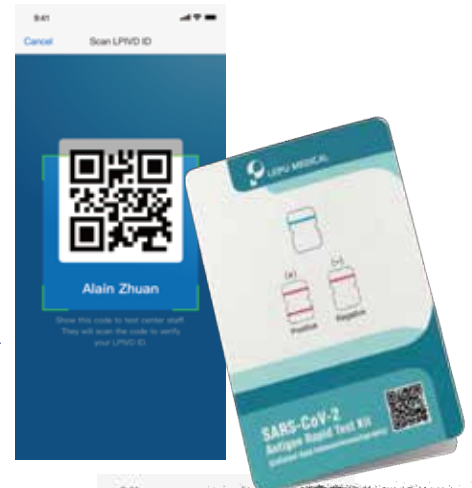 9:41
Cancel Scan LPIVD ID
Alain Zhuan
Show this code to test center staff.
They will scan the code to verify
your LPIVD ID.
LEPU MEDICAL
(+) (-)
Positive Negative
SARS-CoV-2
Antigen Rapid Test Kit